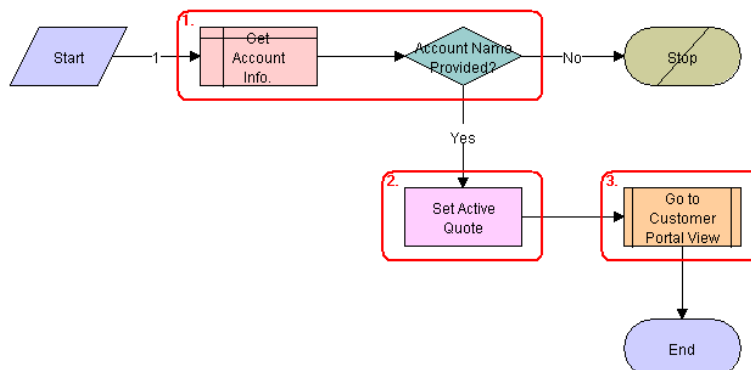 1.
Start
1
Get
Account
Info.
Account Name
Provided?
No
Stop
Yes
2.
Set Active
Quote
3.
Go to
Customer
Portal View
End